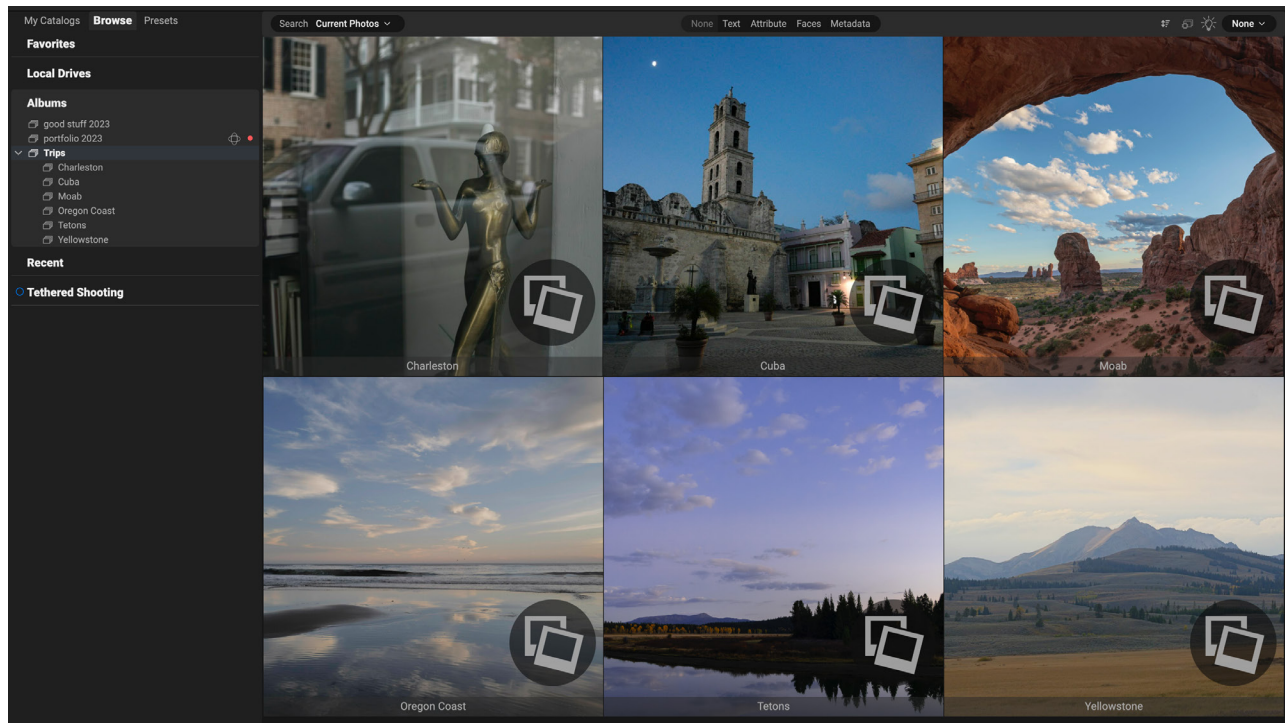 My Catalogs Browse Presets
Search Current Photos
None Text Attribute Faces Metadata
None
Favorites
Local Drives
Albums
good stuff 2023
portfolio 2023
Trips
Charleston
Cuba
Moab
Oregon Coast
Tetons
Yellowstone
Recent
Tethered Shooting
Charleston
Cuba
Moab
Oregon Coast
Tetons
Yellowstone